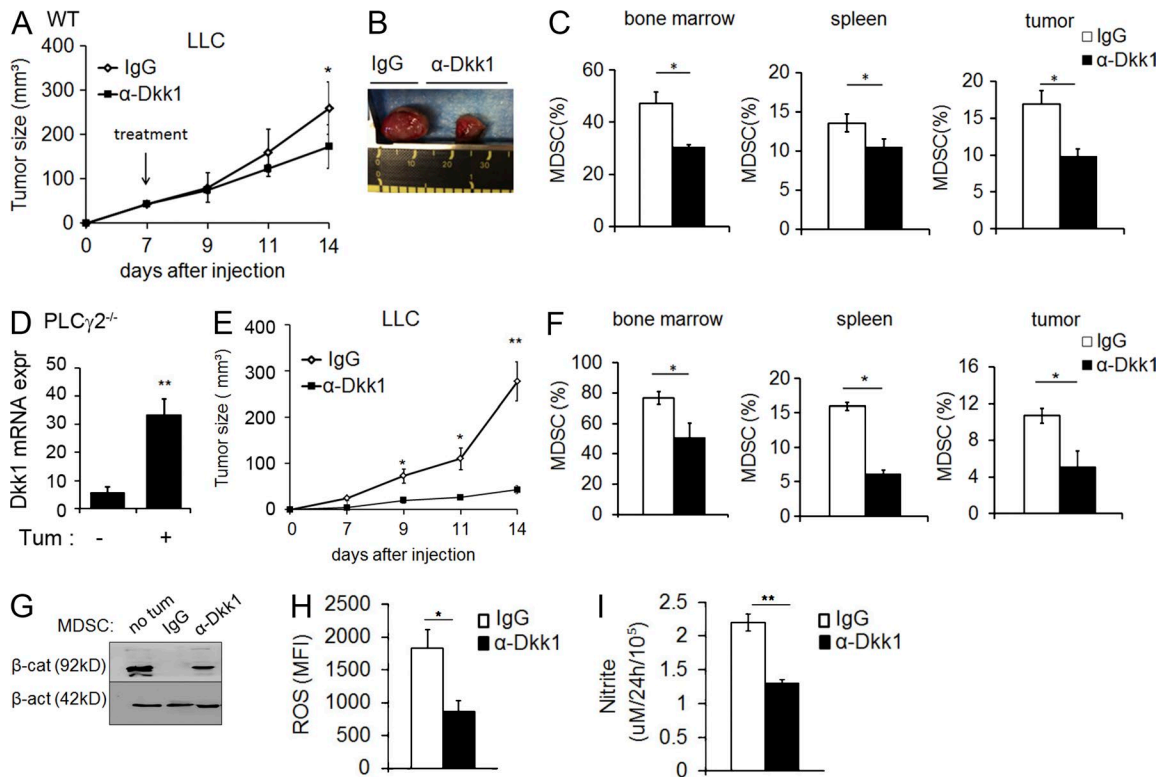 A WT
LLC
Tumor size (mm³)
400
300
200
100
0
IgG
α-Dkk1
treatment
*
0 7 9 11 14
days after injection
B
IgG α-Dkk1
0 10 20 30
0 1
C
bone marrow spleen tumor
IgG
α-Dkk1
MDSC(%)
60
40
20
0
*
MDSC(%)
20
15
10
5
0
*
MDSC(%)
20
15
10
5
0
*
D PLCγ2-/-
Dkk1 mRNA expr
50
40
30
20
10
0
**
Tum : - +
E
LLC
Tumor size ( mm³)
400
300
200
100
0
IgG
α-Dkk1
* * **
0 7 9 11 14
days after injection
F
bone marrow spleen tumor
IgG
α-Dkk1
MDSC (%)
100
80
60
40
20
0
*
MDSC (%)
20
15
10
5
0
*
MDSC (%)
16
12
8
4
0
*
G
MDSC: no tum IgG α-Dkk1
β-cat (92kD)
β-act (42kD)
H
ROS (MFI)
2500
2000
1500
1000
500
0
*
IgG
α-Dkk1
I
Nitrite
(uM/24h/10⁵)
2.5
2
1.5
1
0.5
0
**
IgG
α-Dkk1